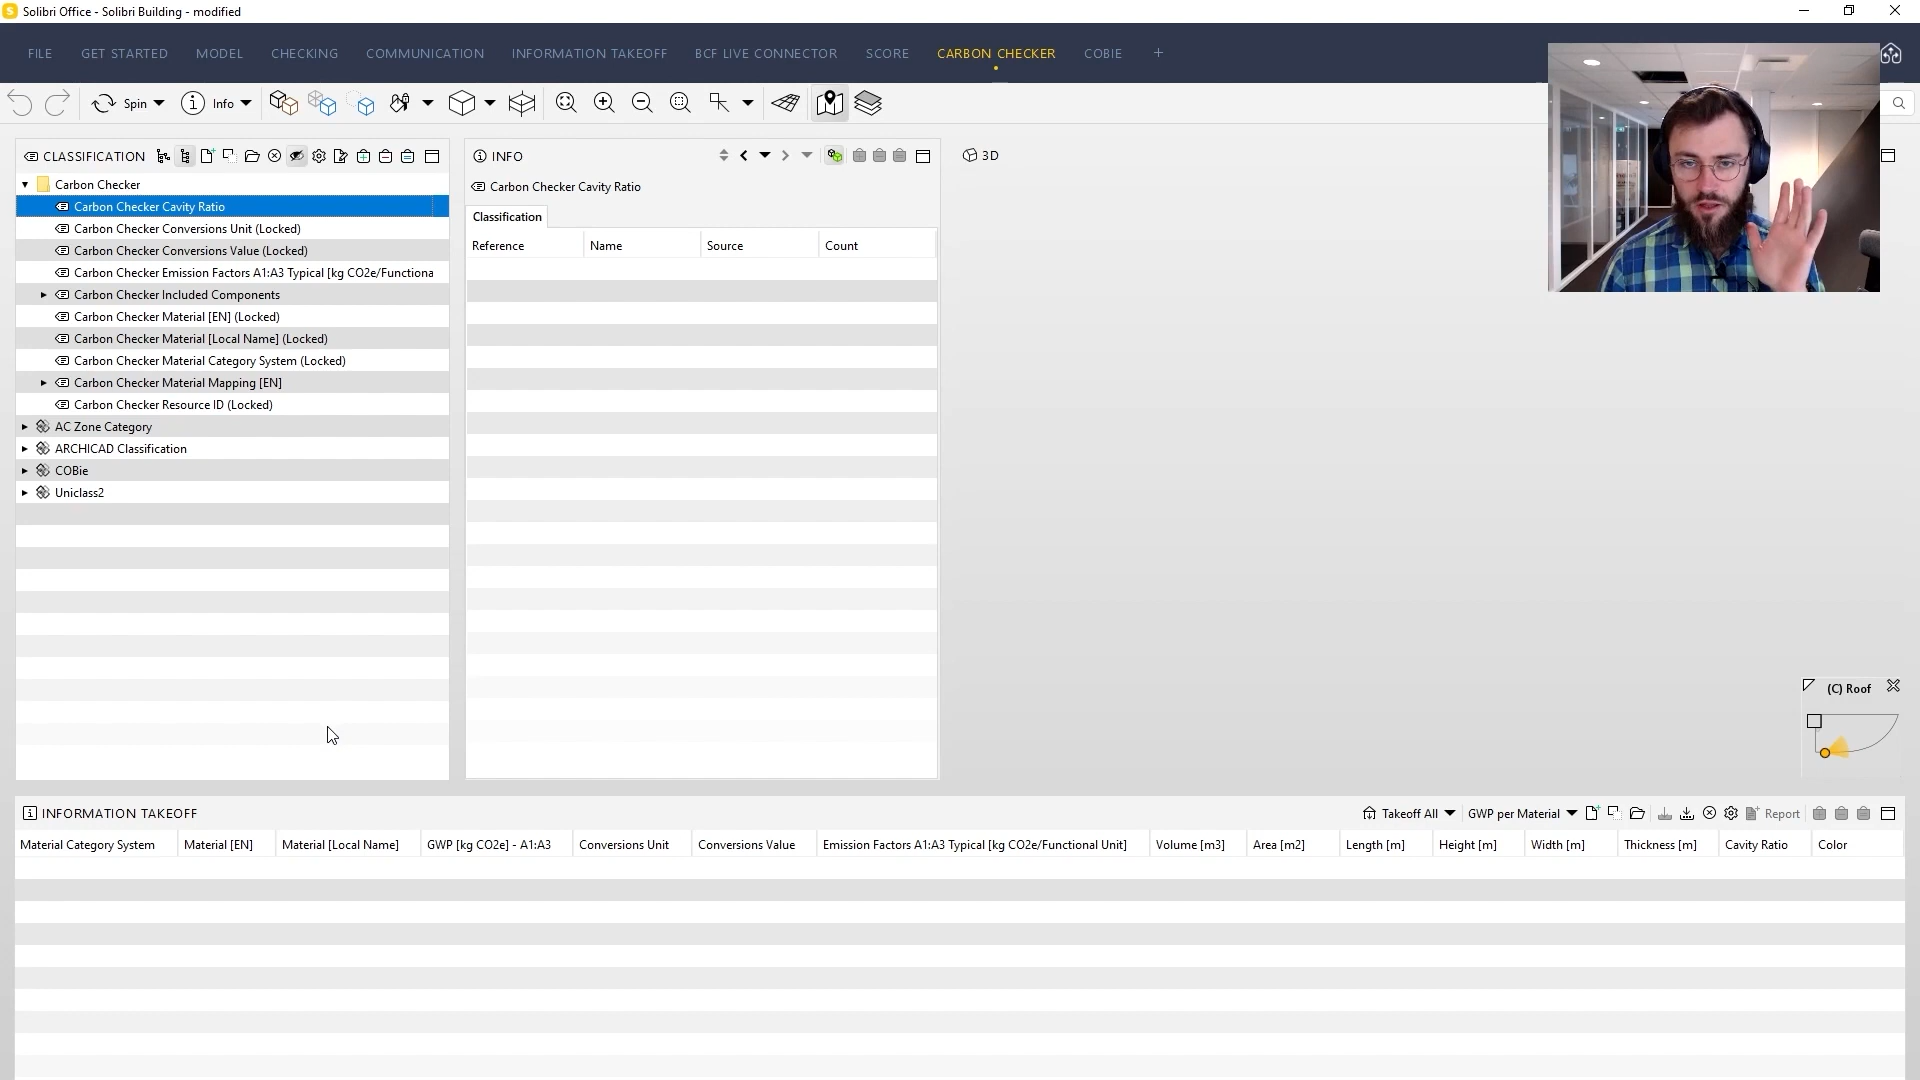 S Solibri Office - Solibri Building - modified
FILE GET STARTED MODEL CHECKING COMMUNICATION INFORMATION TAKEOFF BCF LIVE CONNECTOR SCORE CARBON CHECKER COBIE +
Spin Info
CLASSIFICATION
Carbon Checker
Carbon Checker Cavity Ratio
Carbon Checker Conversions Unit (Locked)
Carbon Checker Conversions Value (Locked)
Carbon Checker Emission Factors A1:A3 Typical [kg CO2e/Functiona
Carbon Checker Included Components
Carbon Checker Material [EN] (Locked)
Carbon Checker Material [Local Name] (Locked)
Carbon Checker Material Category System (Locked)
Carbon Checker Material Mapping [EN]
Carbon Checker Resource ID (Locked)
AC Zone Category
ARCHICAD Classification
COBie
Uniclass2
INFO
Carbon Checker Cavity Ratio
Classification
Reference Name Source Count
3D
(C) Roof
INFORMATION TAKEOFF
Takeoff All GWP per Material Report
Material Category System Material [EN] Material [Local Name] GWP [kg CO2e] - A1:A3 Conversions Unit Conversions Value Emission Factors A1:A3 Typical [kg CO2e/Functional Unit] Volume [m3] Area [m2] Length [m] Height [m] Width [m] Thickness [m] Cavity Ratio Color